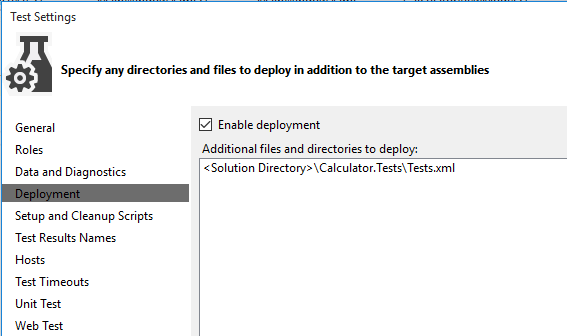 Test Settings
Specify any directories and files to deploy in addition to the target assemblies
General
Roles
Data and Diagnostics
Deployment
Setup and Cleanup Scripts
Test Results Names
Hosts
Test Timeouts
Unit Test
Web Test
Enable deployment
Additional files and directories to deploy:
<Solution Directory>\Calculator.Tests\Tests.xml